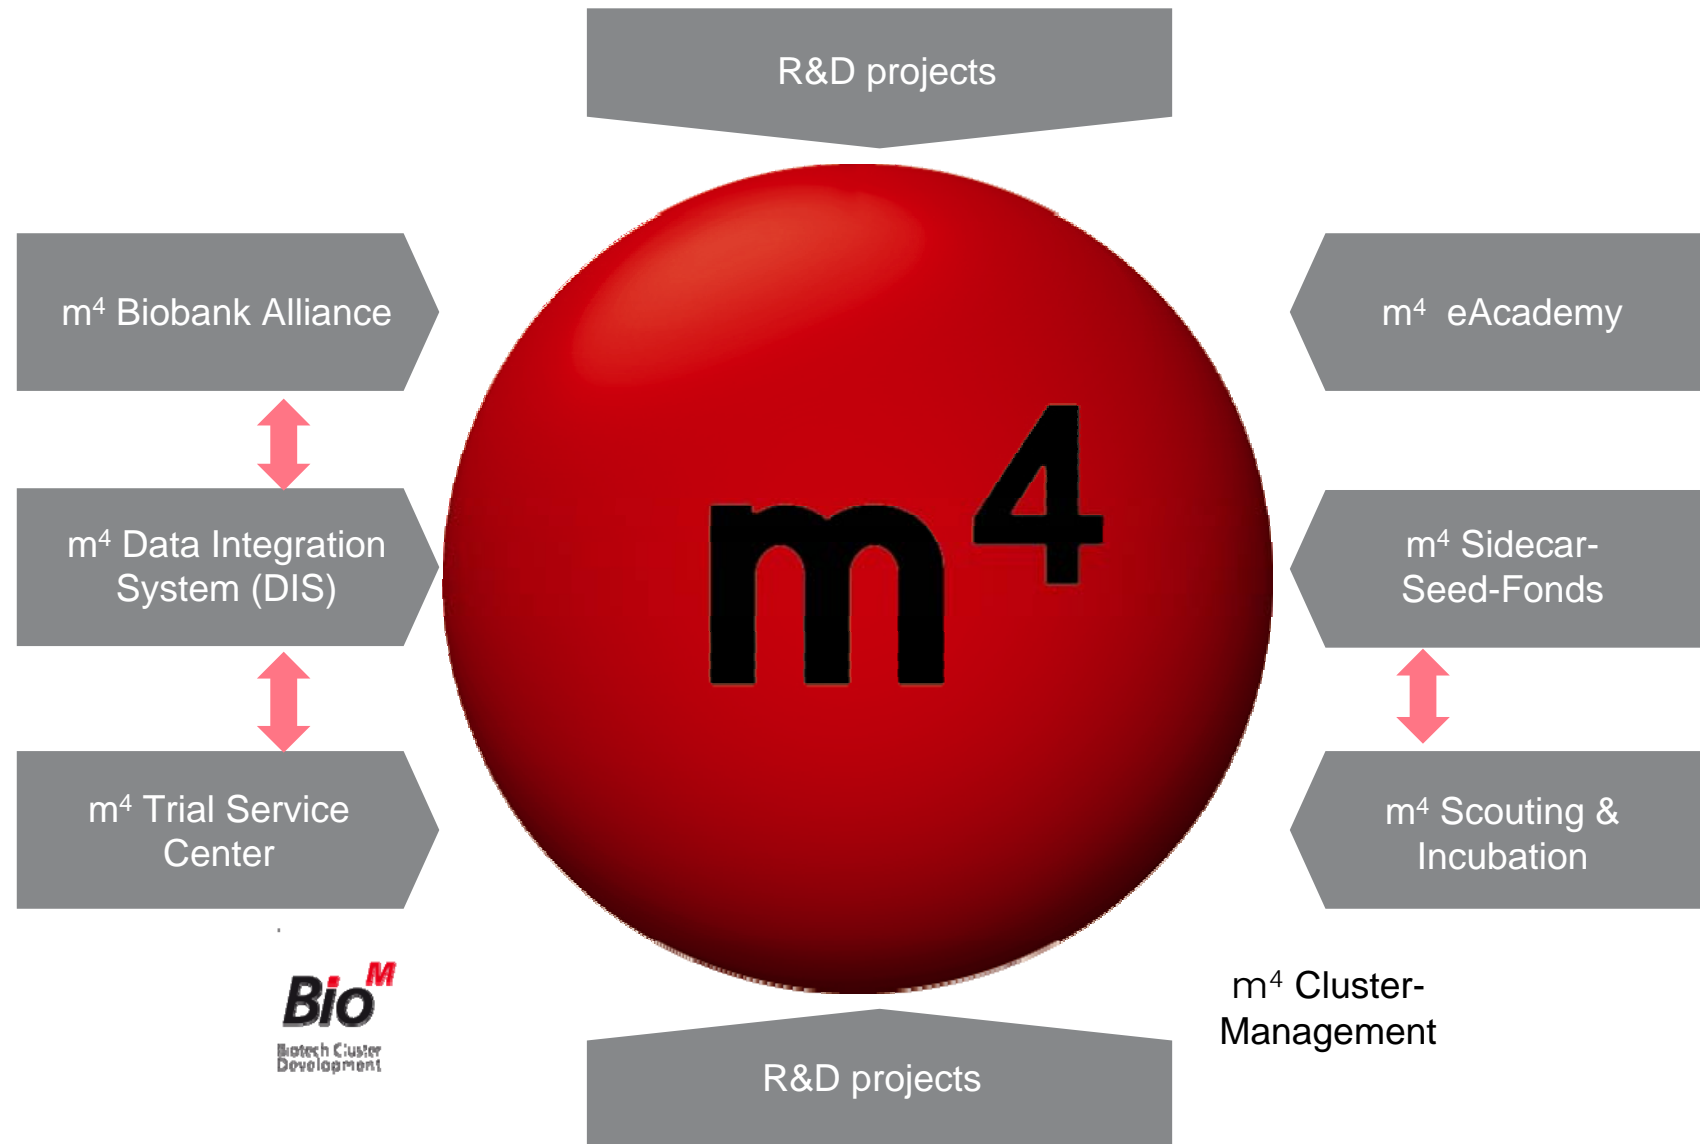 R&D projects
m⁴ Biobank Alliance
m⁴ eAcademy
m⁴
m⁴ Data Integration
System (DIS)
m⁴ Sidecar-
Seed-Fonds
m⁴ Trial Service
Center
m⁴ Scouting &
Incubation
BioM
Biotech Cluster
Development
m⁴ Cluster-
Management
R&D projects